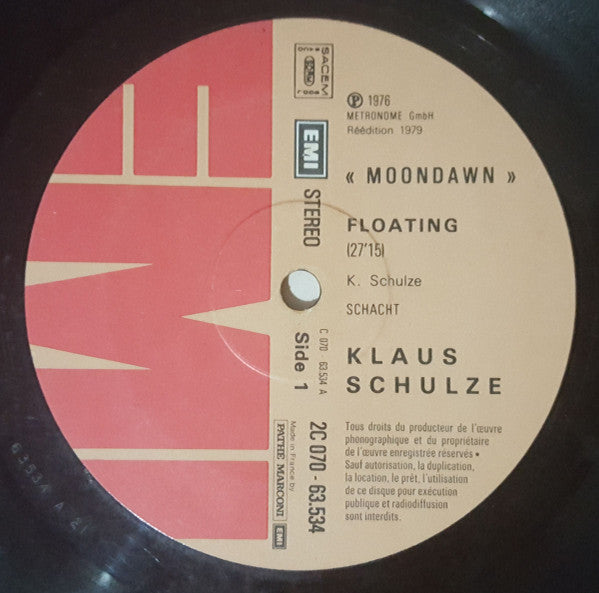 ℗ 1976
METRONOME GmbH
Réédition 1979
« MOONDAWN »
FLOATING
(27'15)
K. Schulze
SCHACHT
KLAUS
SCHULZE
Tous droits du producteur de l'œuvre
phonographique et du propriétaire
de l'œuvre enregistrée réservés •
Sauf autorisation, la duplication,
la location, le prêt, l'utilisation
de ce disque pour exécution
publique et radiodiffusion
sont interdits.
SACEM
EMI
STEREO
C 070 - 63.534 A
Side 1
2C 070 - 63.534
Made in France by
PATHE MARCONI
EMI
EMI
63534 A 2